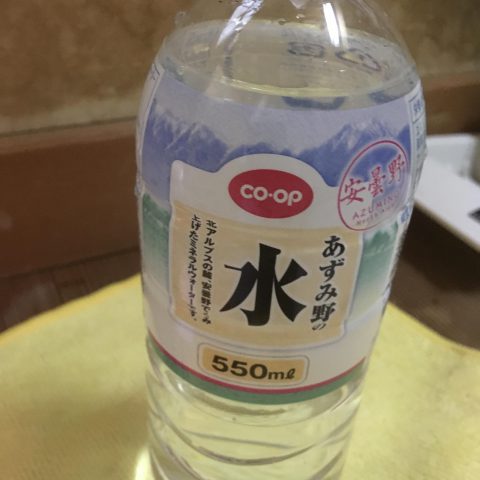 co·op
安曇野
AZUMINO
あずみ野の
水
北アルプスの麓、安曇野でくみ
上げたミネラルウォーターです。
550mℓ